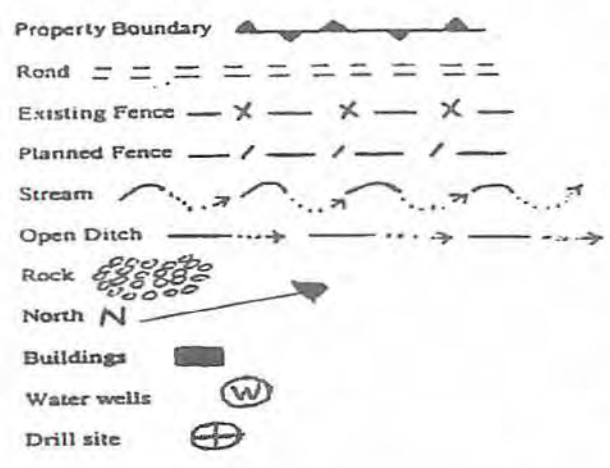 Property Boundary
Rond
Existing Fence
Planned Fence
Stream
Open Ditch
Rock
North N
Buildings
Water wells W
Drill site